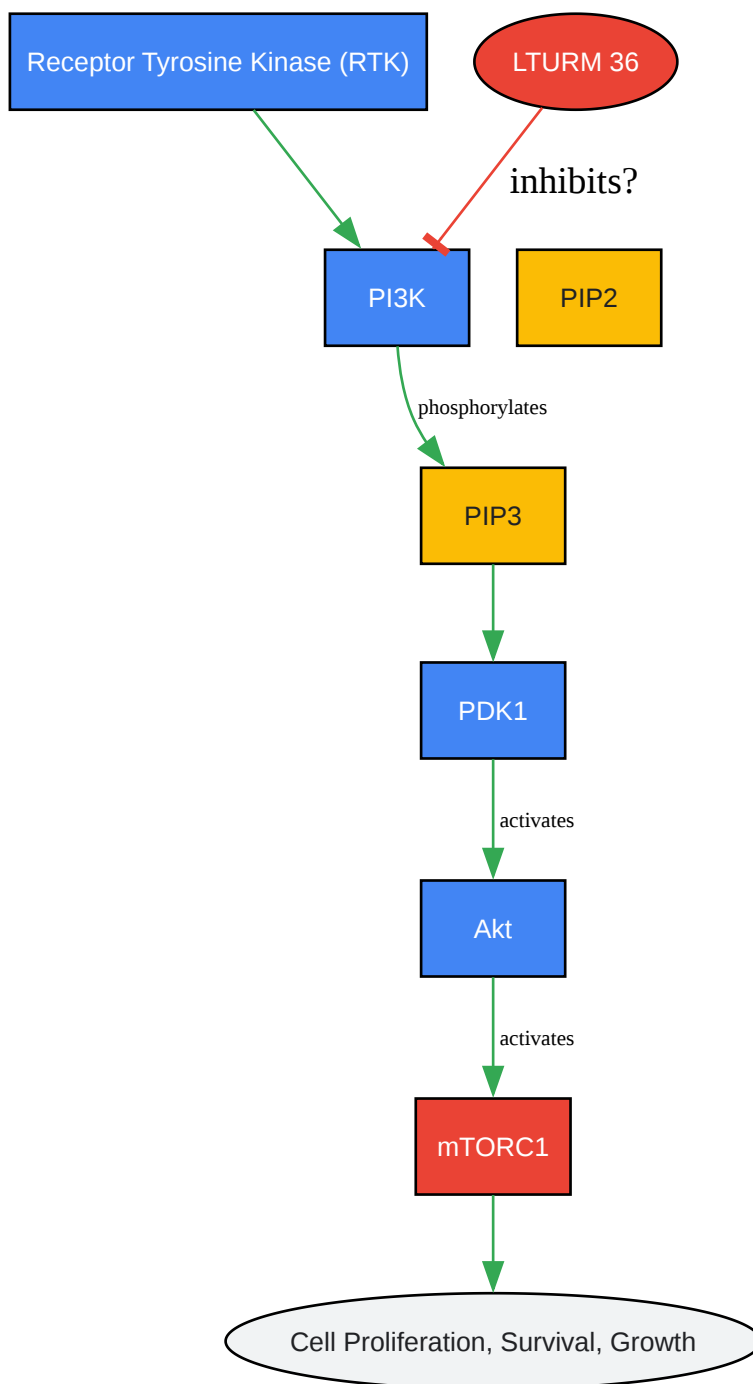 Receptor Tyrosine Kinase (RTK)
LTURM 36
inhibits?
PI3K
PIP2
phosphorylates
PIP3
PDK1
activates
Akt
activates
mTORC1
Cell Proliferation, Survival, Growth